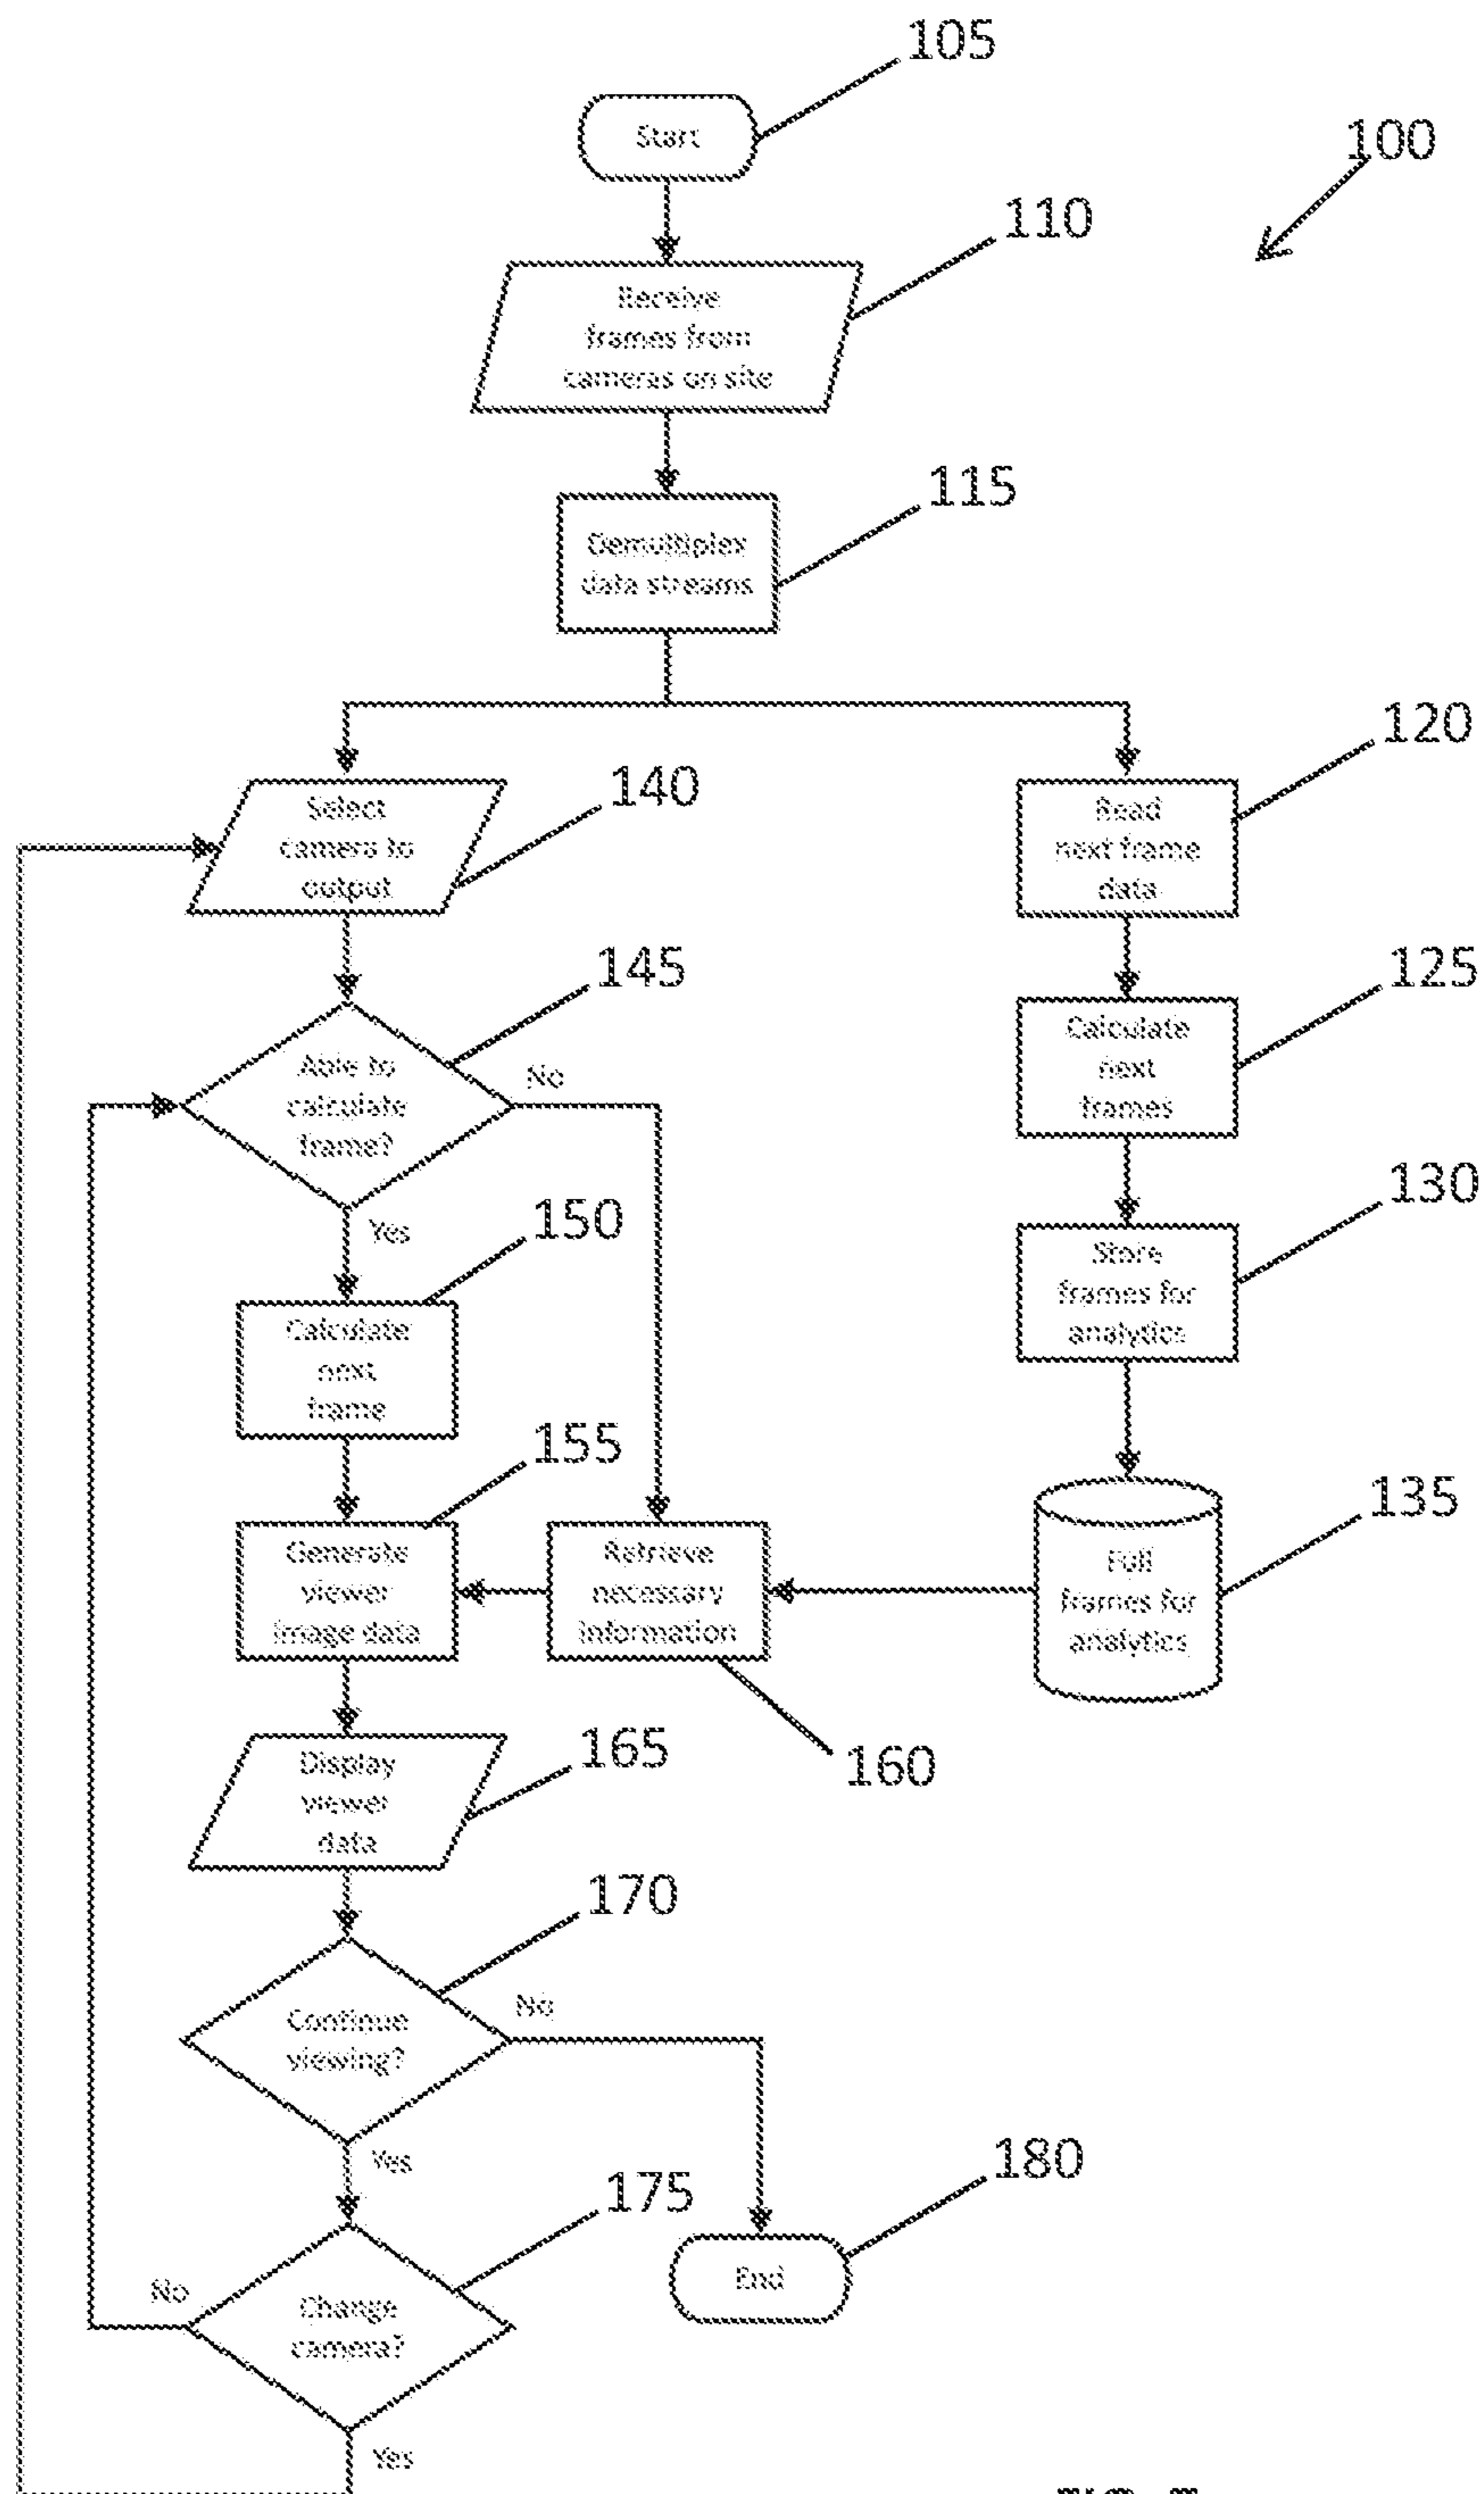 105
Start
100
110
Receive
frames from
cameras on site
115
Demultiplex
data streams
120
140
Select
camera to
output
Read
next frame
data
145
125
Able to
calculate
frame?
No
Calculate
next
frames
130
Yes
150
Store
frames for
analytics
Calculate
next
frame
155
135
Generate
viewer
image data
Retrieve
necessary
information
Full
frames for
analytics
165
160
Display
viewer
data
170
Continue
viewing?
No
Yes
175
180
No
Change
camera?
End
Yes